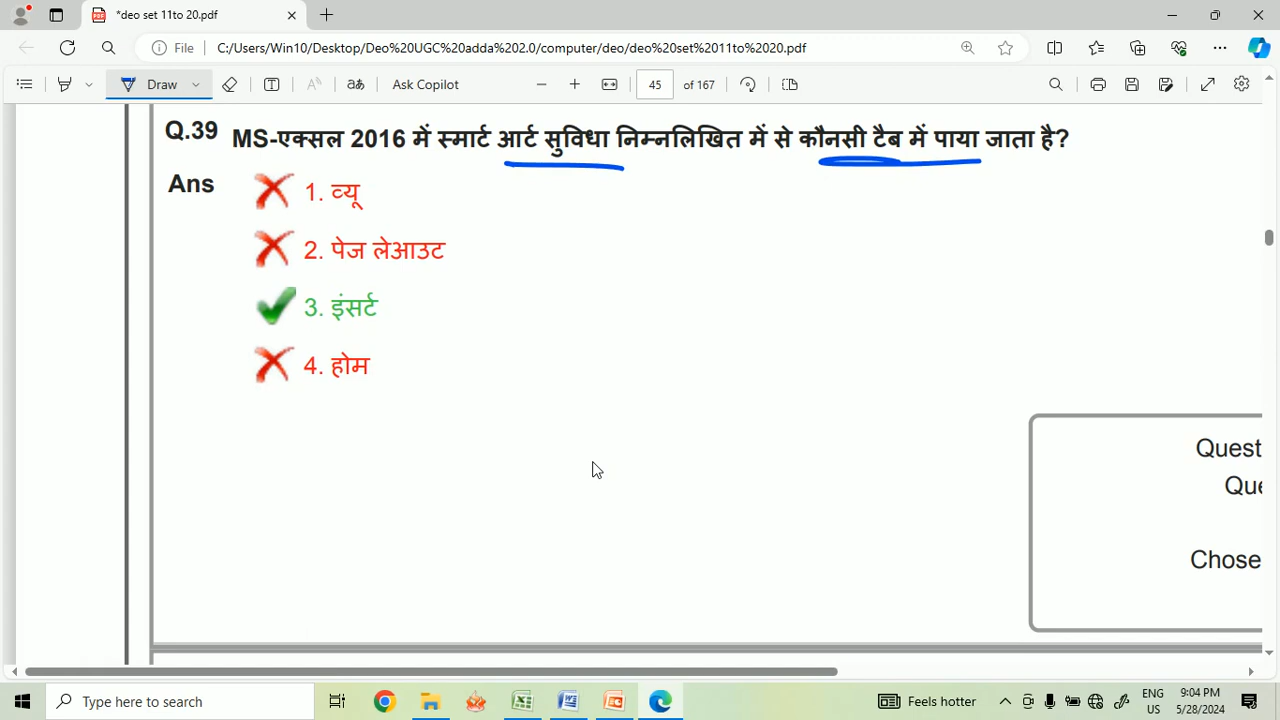 *deo set 11to 20.pdf
File
C:/Users/Win10/Desktop/Deo%20UGC%20adda%202.0/computer/deo/deo%20set%2011to%2020.pdf
Draw
Ask Copilot
45 of 167
Q.39 MS-एक्सल 2016 में स्मार्ट आर्ट सुविधा निम्नलिखित में से कौनसी टैब में पाया जाता है?
Ans 1. व्यू
2. पेज लेआउट
3. इंसर्ट
4. होम
Quest
Que
Chose
Type here to search
Feels hotter
ENG
US
9:04 PM
5/28/2024